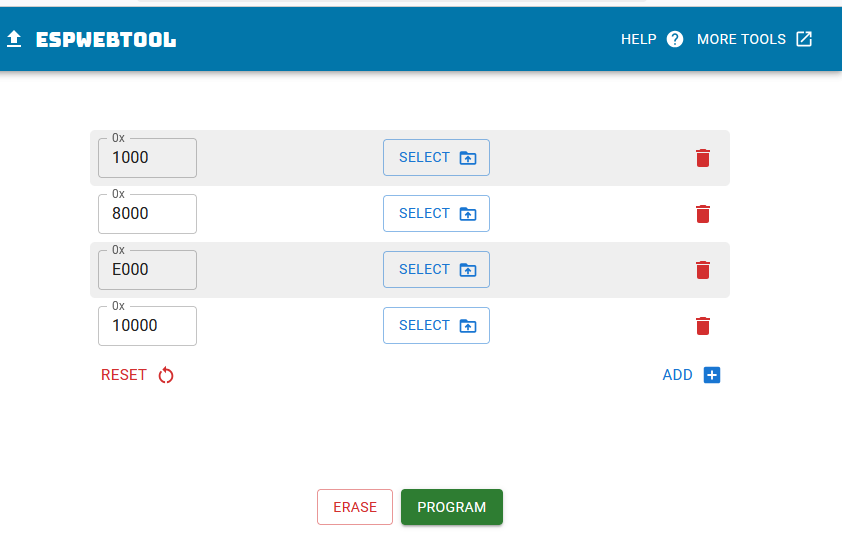 ESPWEBTOOL
HELP ? MORE TOOLS
0x
1000
SELECT
0x
8000
SELECT
0x
E000
SELECT
0x
10000
SELECT
RESET
ADD
ERASE
PROGRAM